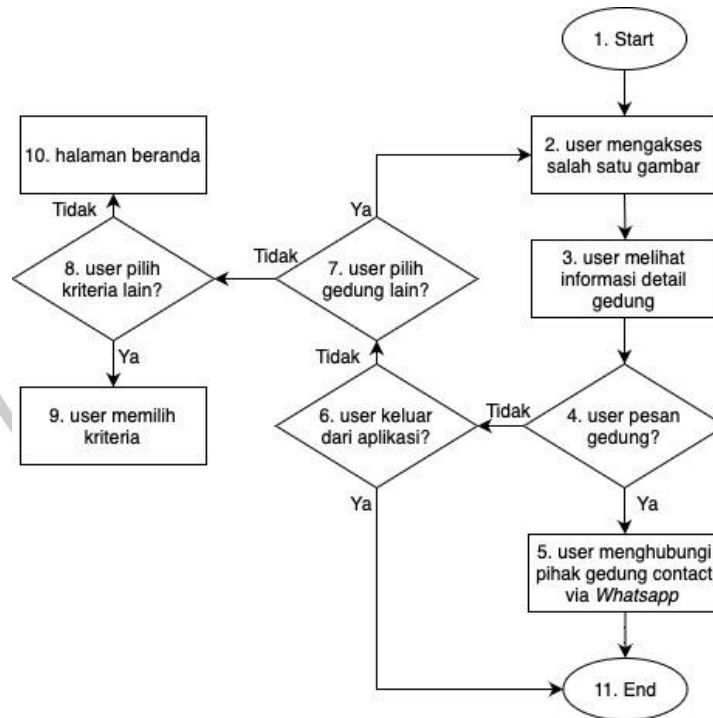 1. Start
2. user mengakses
salah satu gambar
3. user melihat
informasi detail
gedung
4. user pesan
gedung?
Ya
5. user menghubungi
pihak gedung contact
via Whatsapp
11. End
Tidak
6. user keluar
dari aplikasi?
Ya
Tidak
7. user pilih
gedung lain?
Ya
Tidak
8. user pilih
kriteria lain?
Ya
9. user memilih
kriteria
Tidak
10. halaman beranda